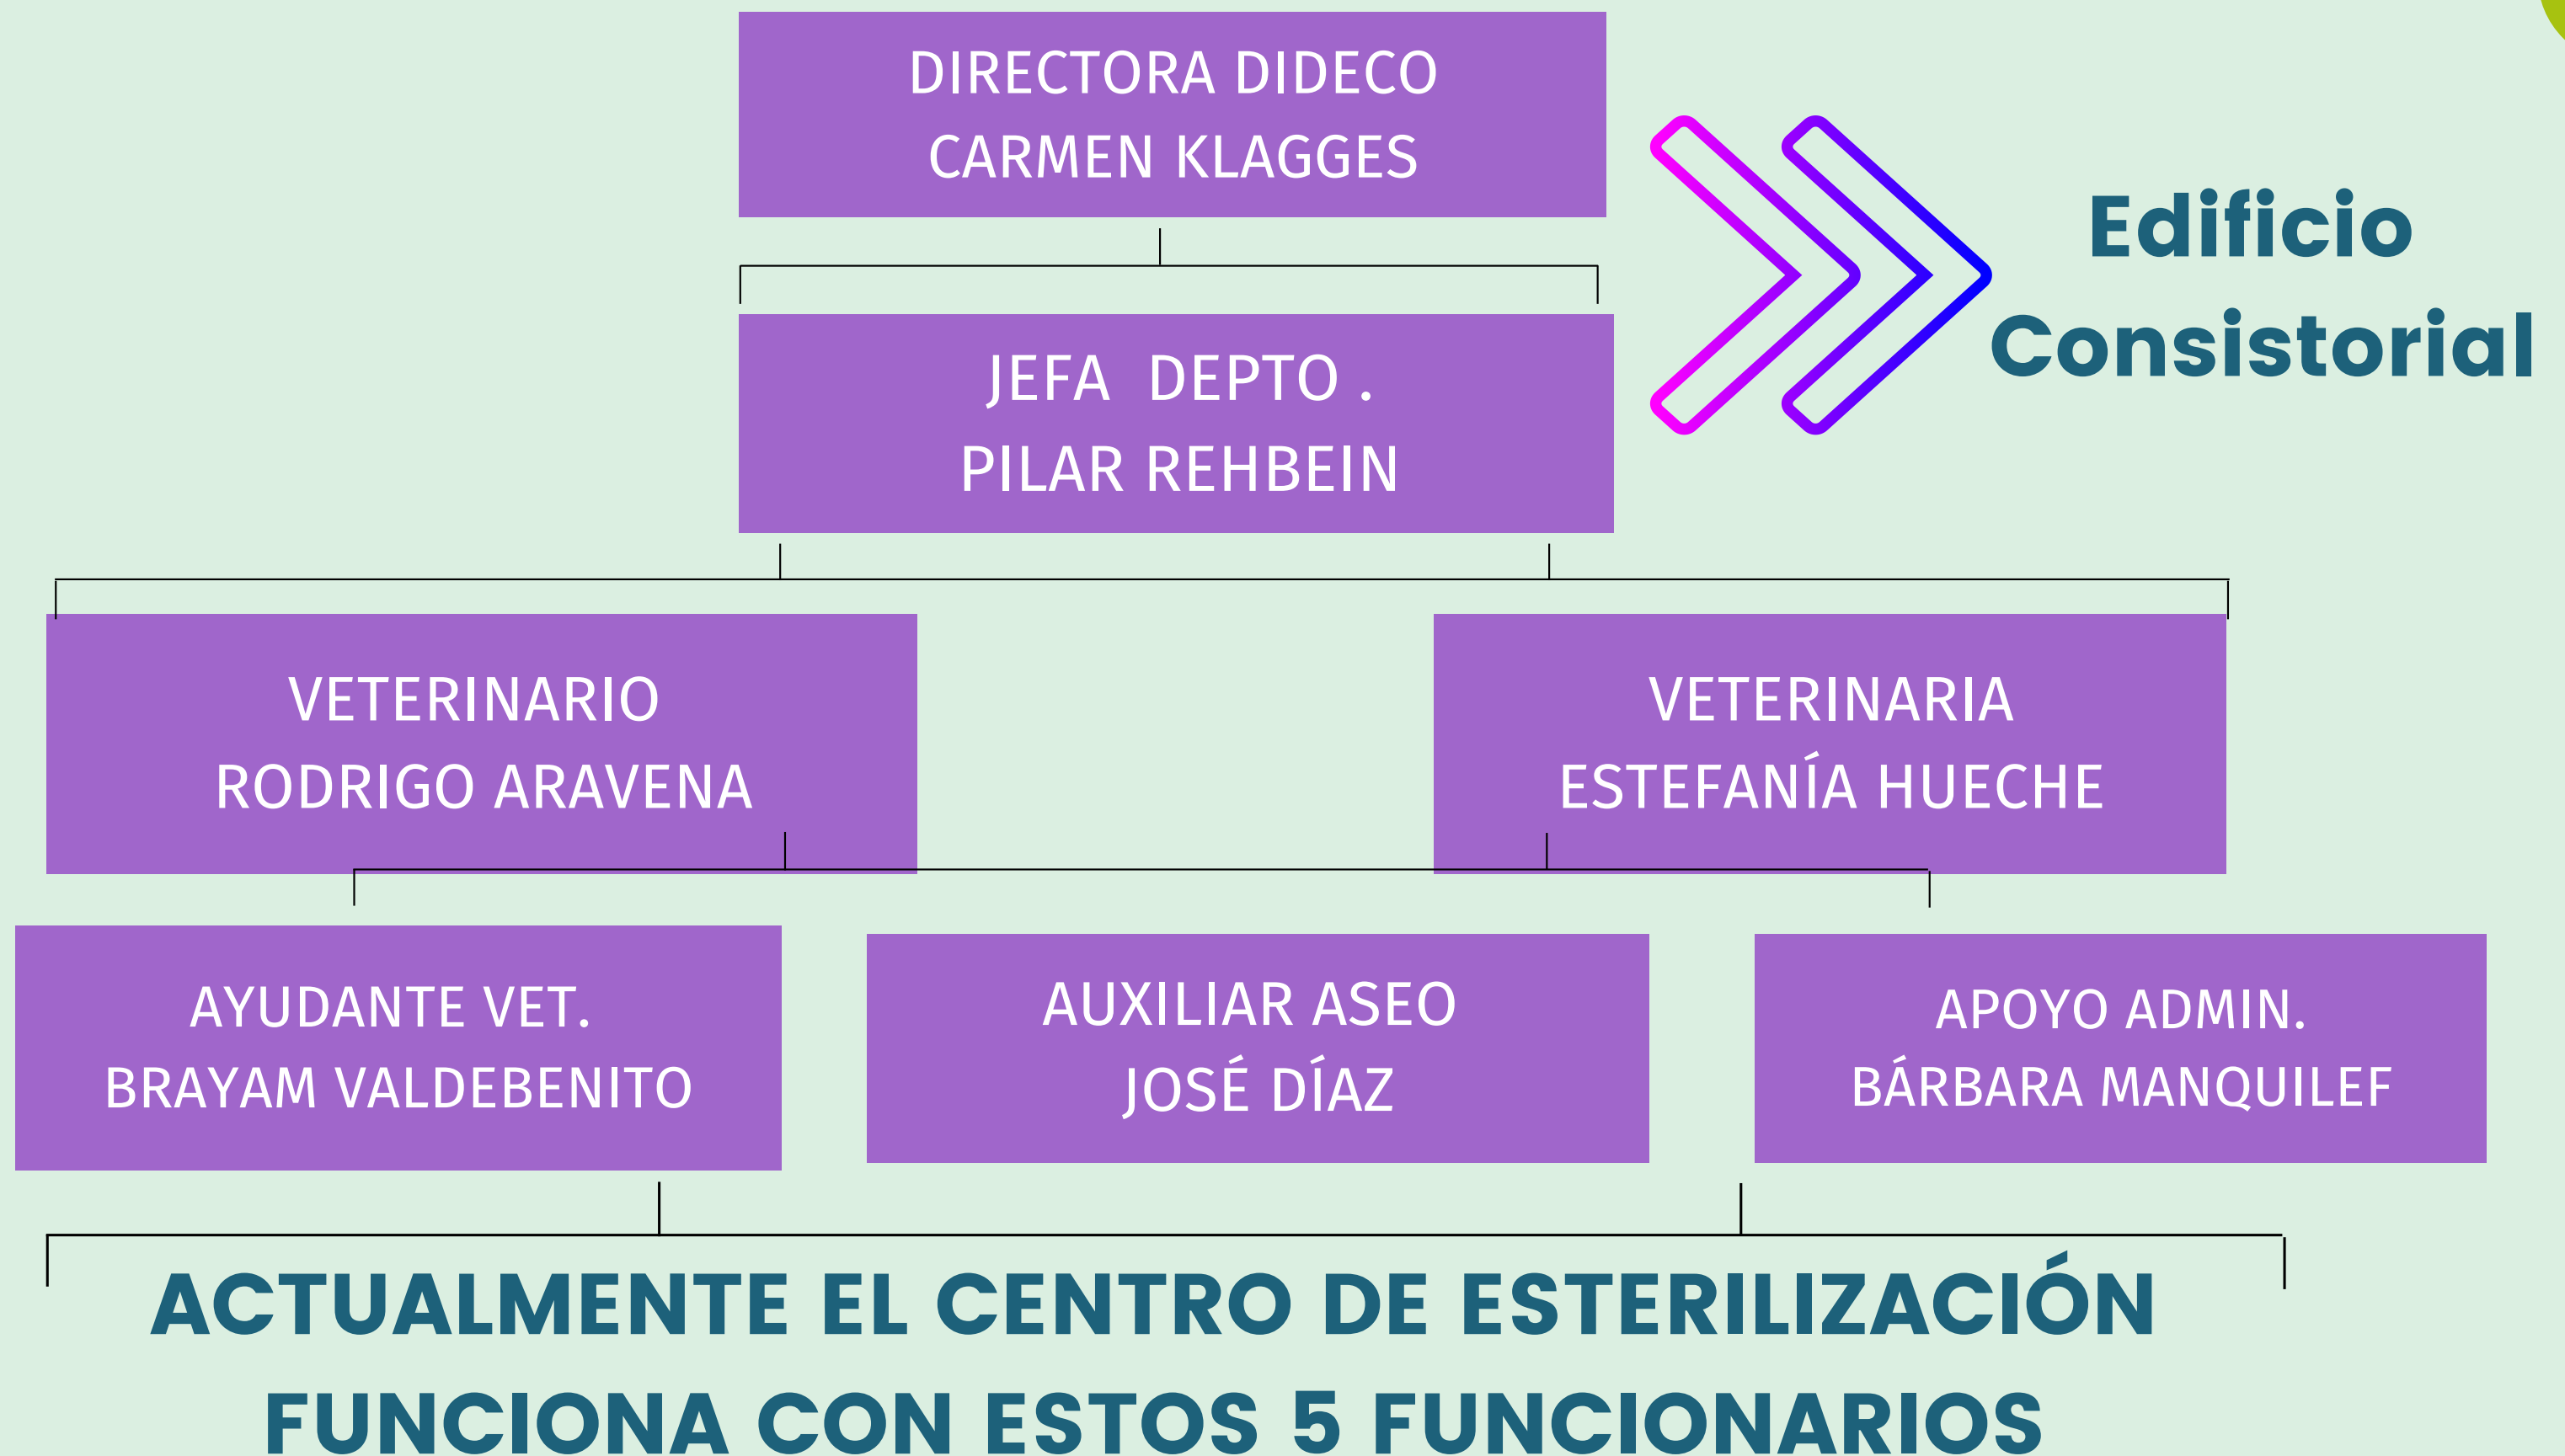 DIRECTORA DIDECO
CARMEN KLAGGES
Edificio
Consistorial
JEFA DEPTO .
PILAR REHBEIN
VETERINARIO
RODRIGO ARAVENA
VETERINARIA
ESTEFANÍA HUECHE
AYUDANTE VET.
BRAYAM VALDEBENITO
AUXILIAR ASEO
JOSÉ DÍAZ
APOYO ADMIN.
BÁRBARA MANQUILEF
ACTUALMENTE EL CENTRO DE ESTERILIZACIÓN
FUNCIONA CON ESTOS 5 FUNCIONARIOS